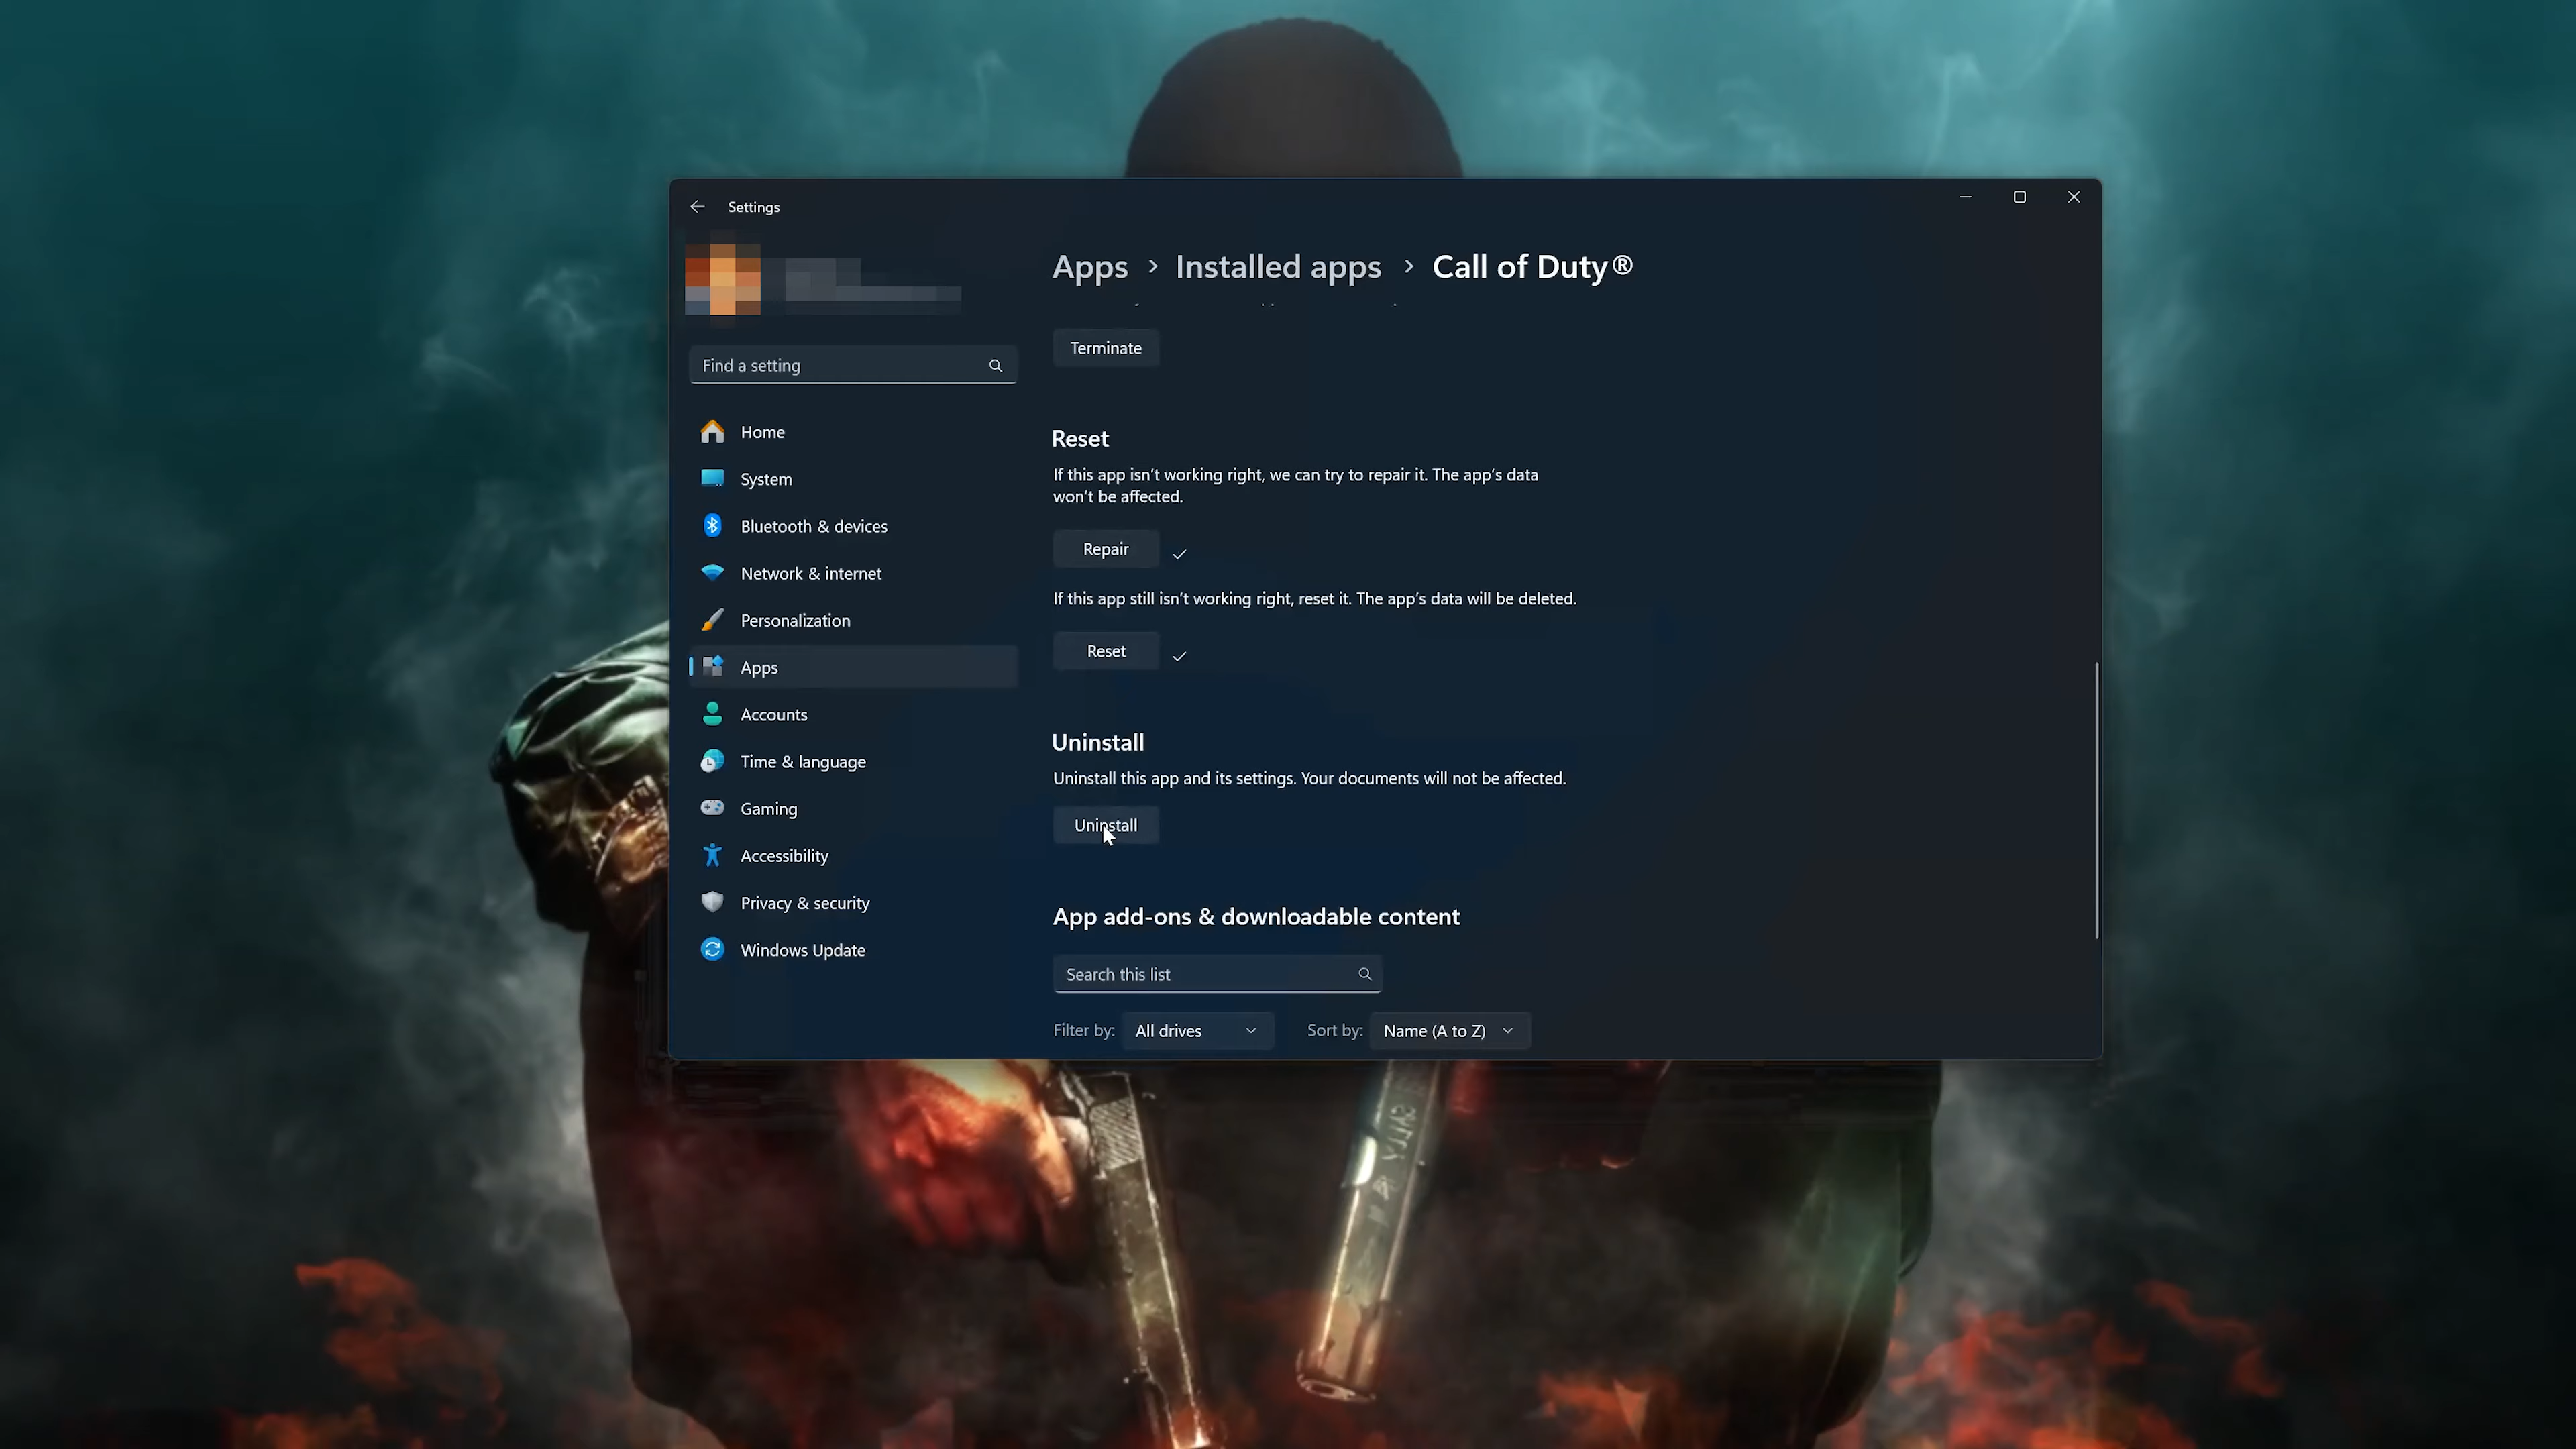 Settings
Apps > Installed apps > Call of Duty®
Find a setting
Home
System
Bluetooth & devices
Network & internet
Personalization
Apps
Accounts
Time & language
Gaming
Accessibility
Privacy & security
Windows Update
Terminate
Reset
If this app isn't working right, we can try to repair it. The app's data
won't be affected.
Repair
If this app still isn't working right, reset it. The app's data will be deleted.
Reset
Uninstall
Uninstall this app and its settings. Your documents will not be affected.
Uninstall
App add-ons & downloadable content
Search this list
Filter by: All drives
Sort by: Name (A to Z)